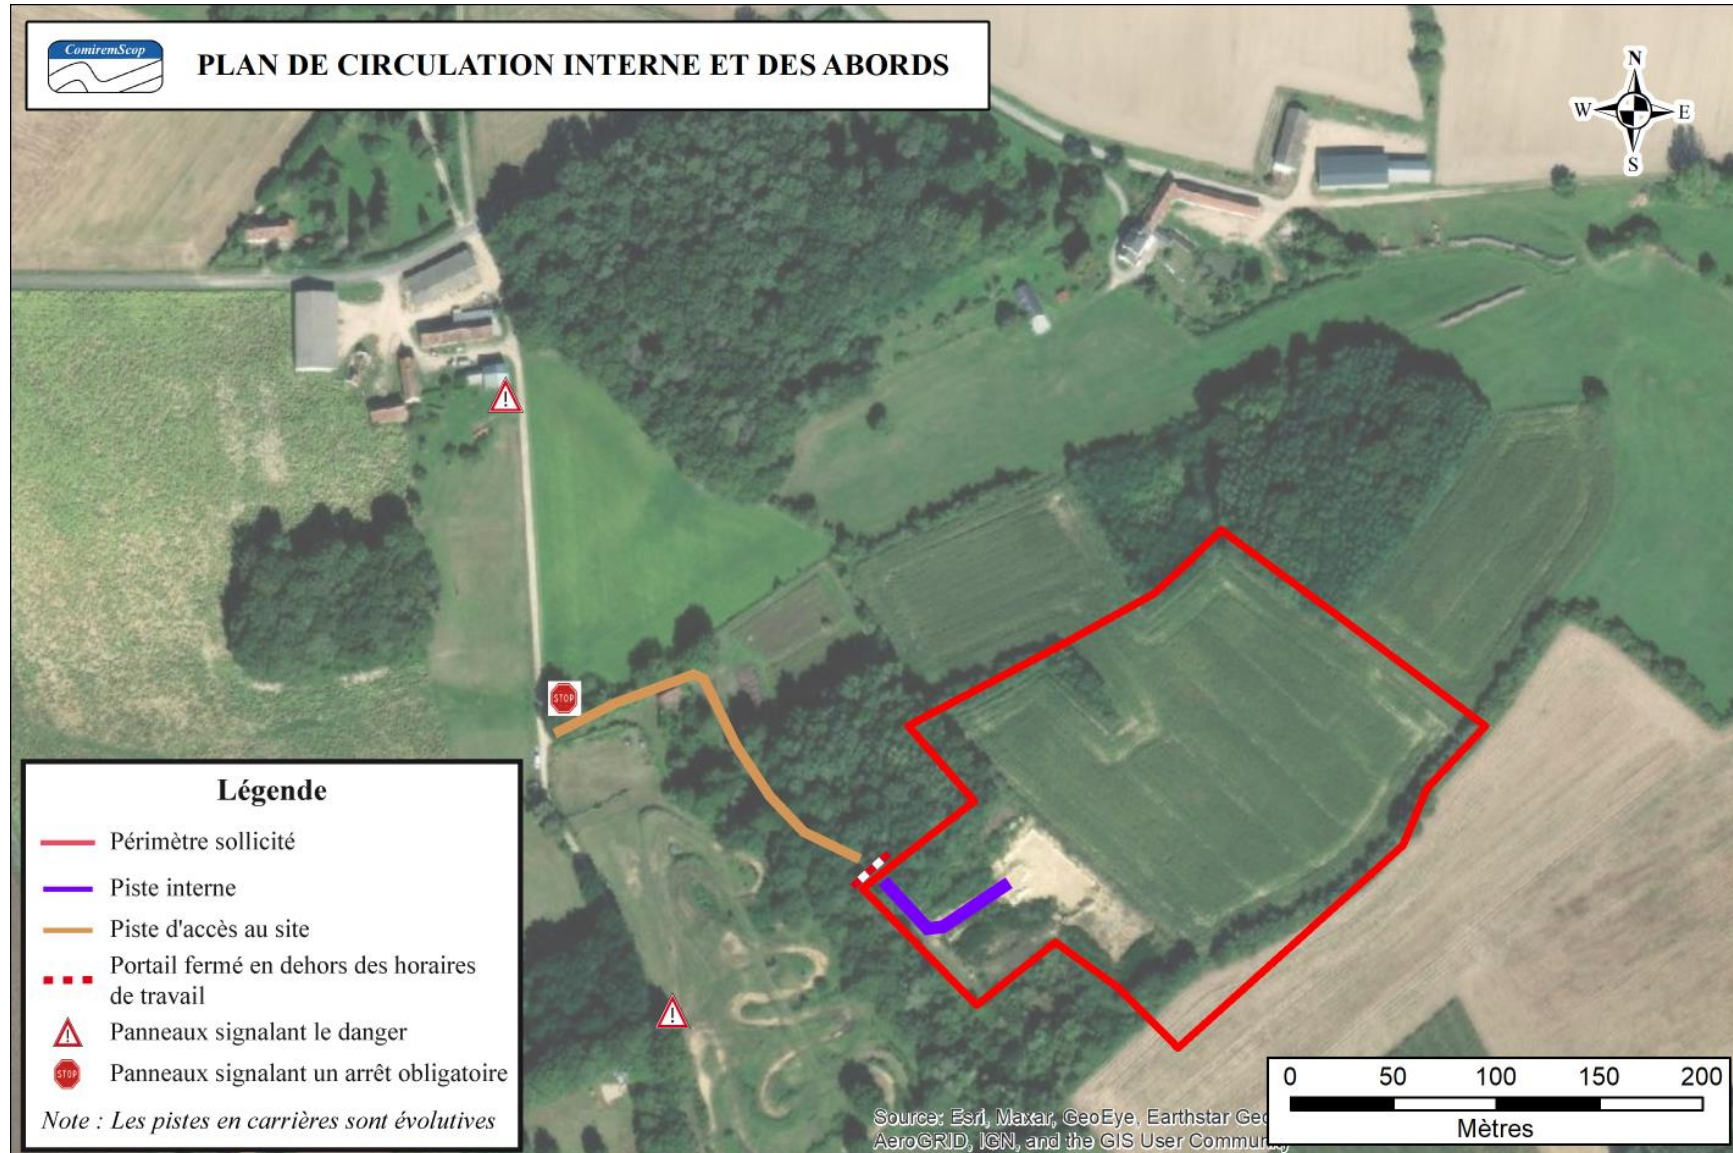 ComiremScop
PLAN DE CIRCULATION INTERNE ET DES ABORDS
N
W E
S
STOP
Légende
Périmètre sollicité
Piste interne
Piste d'accès au site
Portail fermé en dehors des horaires
de travail
Panneaux signalant le danger
STOP
Panneaux signalant un arrêt obligatoire
Note : Les pistes en carrières sont évolutives
0 50 100 150 200
Mètres
Source: Esri, Maxar, GeoEye, Earthstar
AeroGRID, IGN, and the GIS User